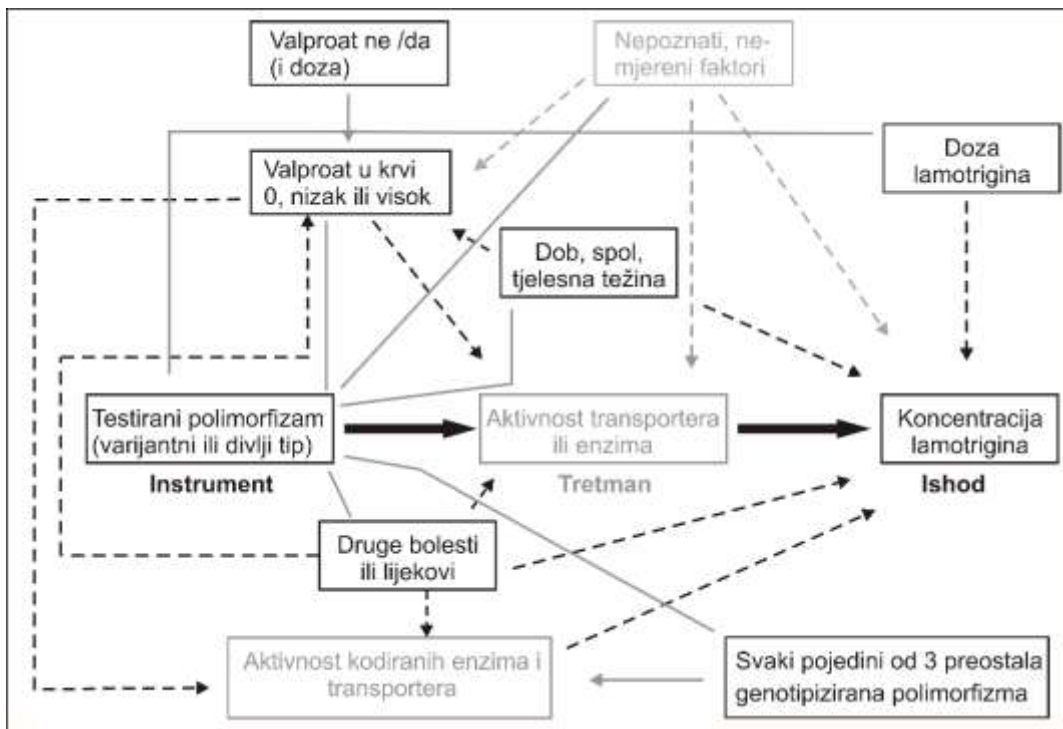 Valproat ne /da
(i doza)
Nepoznati, ne-
mjereni faktori
Doza
lamotrigina
Valproat u krvi
0, nizak ili visok
Dob, spol,
tjelesna težina
Testirani polimorfizam
(varijantni ili divlji tip)
Instrument
Aktivnost transportera
ili enzima
Tretman
Koncentracija
lamotrigina
Ishod
Druge bolesti
ili lijekovi
Aktivnost kodiranih enzima i
transportera
Svaki pojedini od 3 preostala
genotipizirana polimorfizma